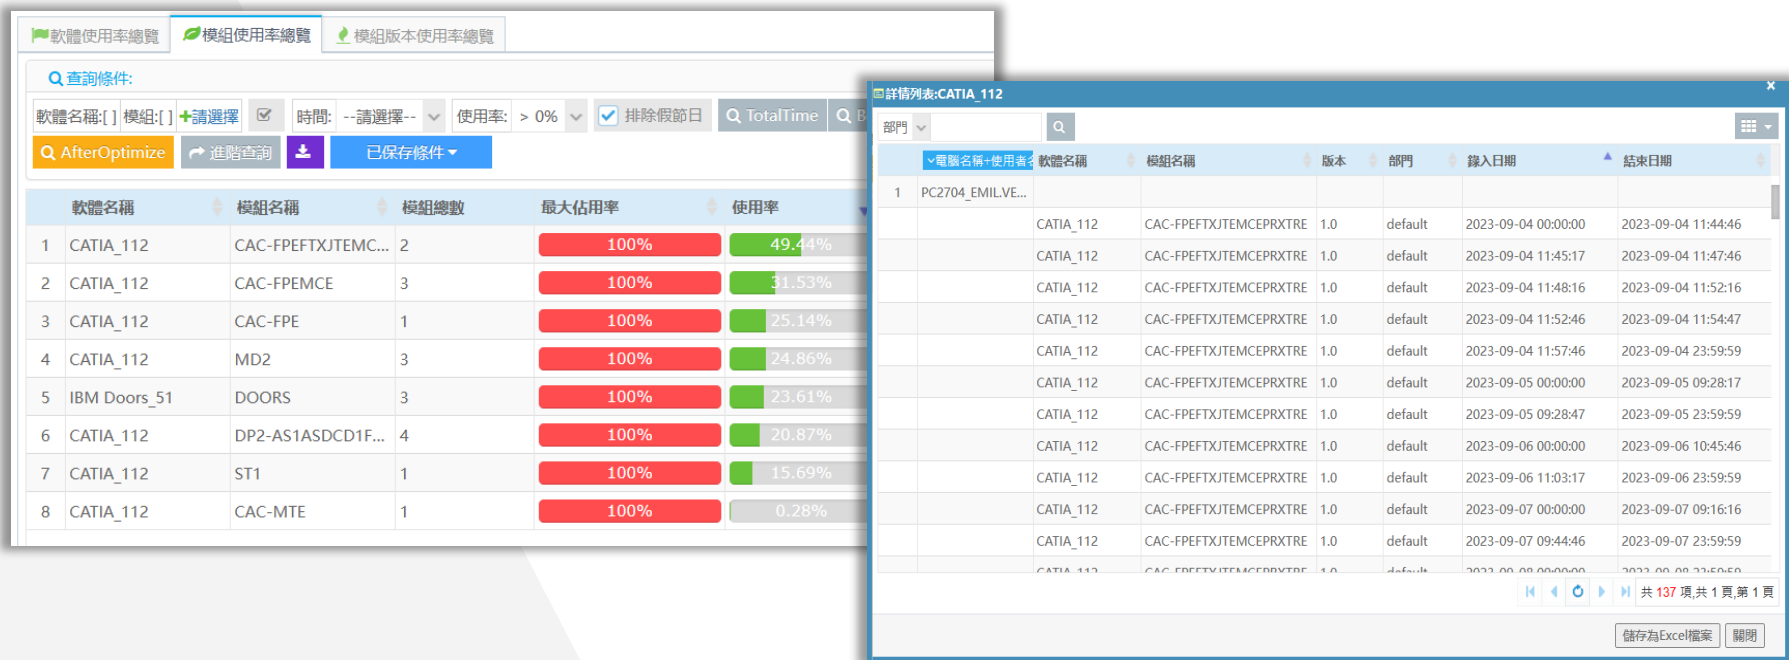 軟體使用率總覽 模組使用率總覽 模組版本使用率總覽
查詢條件:
軟體名稱:[ ] 模組:[ ] +請選擇 時間: --請選擇-- 使用率: > 0% 排除假節日 TotalTime
AfterOptimize 進階查詢 已保存條件
軟體名稱 模組名稱 模組總數 最大佔用率 使用率
1 CATIA_112 CAC-FPEFTXJTEMC... 2 100% 49.44%
2 CATIA_112 CAC-FPEMCE 3 100% 31.53%
3 CATIA_112 CAC-FPE 1 100% 25.14%
4 CATIA_112 MD2 3 100% 24.86%
5 IBM Doors_51 DOORS 3 100% 23.61%
6 CATIA_112 DP2-AS1ASDCD1F... 4 100% 20.87%
7 CATIA_112 ST1 1 100% 15.69%
8 CATIA_112 CAC-MTE 1 100% 0.28%
詳情列表:CATIA_112 x
部門
電腦名稱+使用者名 軟體名稱 模組名稱 版本 部門 錄入日期 結束日期
1 PC2704_EMIL.VE...
CATIA_112 CAC-FPEFTXJTEMCEPRXTRE 1.0 default 2023-09-04 00:00:00 2023-09-04 11:44:46
CATIA_112 CAC-FPEFTXJTEMCEPRXTRE 1.0 default 2023-09-04 11:45:17 2023-09-04 11:47:46
CATIA_112 CAC-FPEFTXJTEMCEPRXTRE 1.0 default 2023-09-04 11:48:16 2023-09-04 11:52:16
CATIA_112 CAC-FPEFTXJTEMCEPRXTRE 1.0 default 2023-09-04 11:52:46 2023-09-04 11:54:47
CATIA_112 CAC-FPEFTXJTEMCEPRXTRE 1.0 default 2023-09-04 11:57:46 2023-09-04 23:59:59
CATIA_112 CAC-FPEFTXJTEMCEPRXTRE 1.0 default 2023-09-05 00:00:00 2023-09-05 09:28:17
CATIA_112 CAC-FPEFTXJTEMCEPRXTRE 1.0 default 2023-09-05 09:28:47 2023-09-05 23:59:59
CATIA_112 CAC-FPEFTXJTEMCEPRXTRE 1.0 default 2023-09-06 00:00:00 2023-09-06 10:45:46
CATIA_112 CAC-FPEFTXJTEMCEPRXTRE 1.0 default 2023-09-06 11:03:17 2023-09-06 23:59:59
CATIA_112 CAC-FPEFTXJTEMCEPRXTRE 1.0 default 2023-09-07 00:00:00 2023-09-07 09:16:16
CATIA_112 CAC-FPEFTXJTEMCEPRXTRE 1.0 default 2023-09-07 09:44:46 2023-09-07 23:59:59
CATIA_112 CAC-FPEFTXJTEMCEPRXTRE 1.0 default 2023-09-08 00:00:00 2023-09-08 23:59:59
共 137 項,共 1 頁,第 1 頁
儲存為Excel檔案 關閉